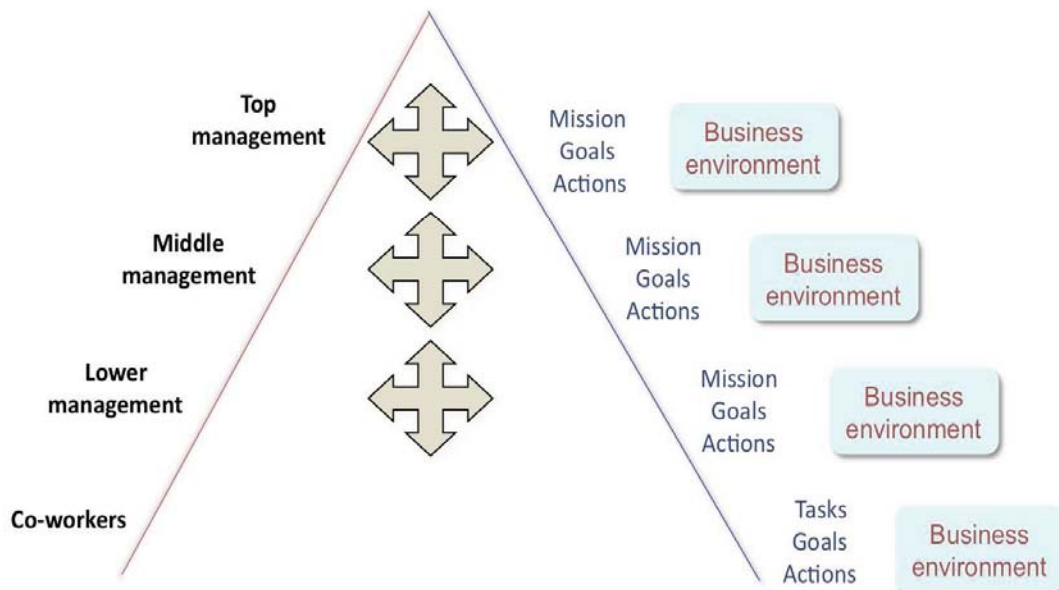 Top
management
Mission
Goals
Actions
Business
environment
Middle
management
Mission
Goals
Actions
Business
environment
Lower
management
Mission
Goals
Actions
Business
environment
Co-workers
Tasks
Goals
Actions
Business
environment